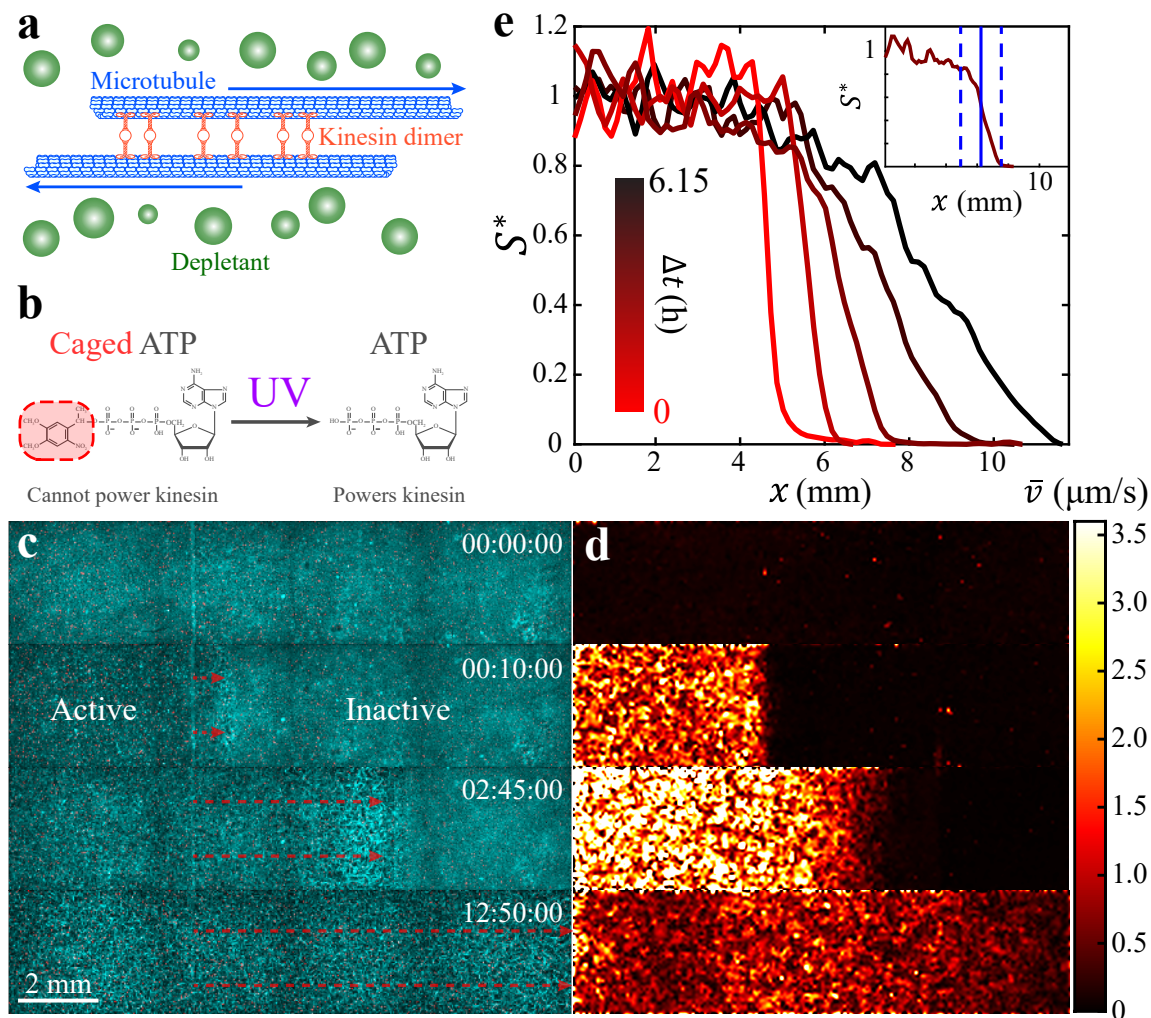 a
Microtubule
Kinesin dimer
Depletant
b
Caged ATP
ATP
UV
NH₂
NH₂
Cannot power kinesin
Powers kinesin
e
1.2
1
0.8
0.6
0.4
0.2
0
S*
0
2
4
6
8
10
x (mm)
6.15
Δt (h)
0
1
S*
x (mm)
10
v̄ (μm/s)
c
00:00:00
00:10:00
Active
Inactive
02:45:00
12:50:00
2 mm
d
3.5
3.0
2.5
2.0
1.5
1.0
0.5
0